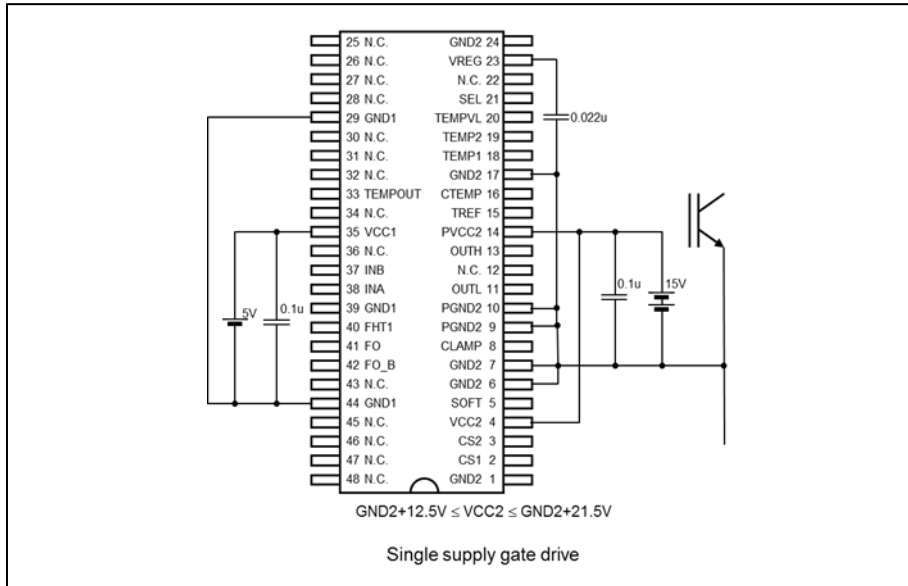 25 N.C. GND2 24
26 N.C. VREG 23
27 N.C. N.C. 22
28 N.C. SEL 21
29 GND1 TEMPVL 20
0.022u
30 N.C. TEMP2 19
31 N.C. TEMP1 18
32 N.C. GND2 17
33 TEMPOUT CTEMP 16
34 N.C. TREF 15
35 VCC1 PVCC2 14
36 N.C. OUTH 13
37 INB N.C. 12
38 INA OUTL 11
0.1u 15V
39 GND1 PGND2 10
5V 0.1u
40 FHT1 PGND2 9
41 FO CLAMP 8
42 FO_B GND2 7
43 N.C. GND2 6
44 GND1 SOFT 5
45 N.C. VCC2 4
46 N.C. CS2 3
47 N.C. CS1 2
48 N.C. GND2 1
GND2+12.5V ≤ VCC2 ≤ GND2+21.5V
Single supply gate drive